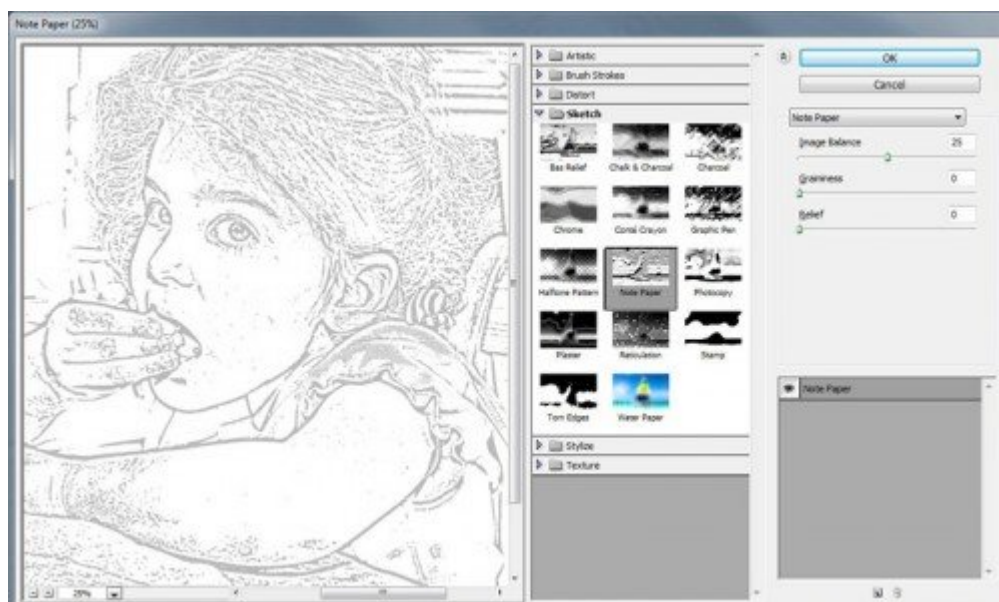 Note Paper (25%)
25%
Artistic
Brush Strokes
Distort
Sketch
Bas Relief Chalk & Charcoal Charcoal
Chrome Conté Crayon Graphic Pen
Halftone Pattern Note Paper Photocopy
Plaster Reticulation Stamp
Torn Edges Water Paper
Stylize
Texture
OK
Cancel
Note Paper
Image Balance 25
Graininess 0
Relief 0
Note Paper